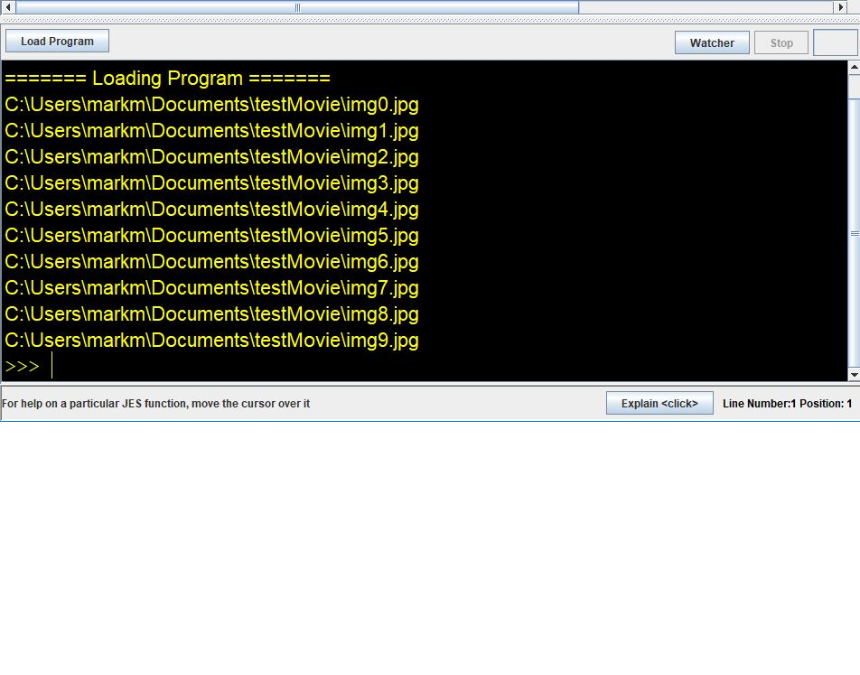 Load Program
Watcher Stop
======= Loading Program =======
C:\Users\markm\Documents\testMovie\img0.jpg
C:\Users\markm\Documents\testMovie\img1.jpg
C:\Users\markm\Documents\testMovie\img2.jpg
C:\Users\markm\Documents\testMovie\img3.jpg
C:\Users\markm\Documents\testMovie\img4.jpg
C:\Users\markm\Documents\testMovie\img5.jpg
C:\Users\markm\Documents\testMovie\img6.jpg
C:\Users\markm\Documents\testMovie\img7.jpg
C:\Users\markm\Documents\testMovie\img8.jpg
C:\Users\markm\Documents\testMovie\img9.jpg
>>>
For help on a particular JES function, move the cursor over it Explain <click> Line Number:1 Position: 1